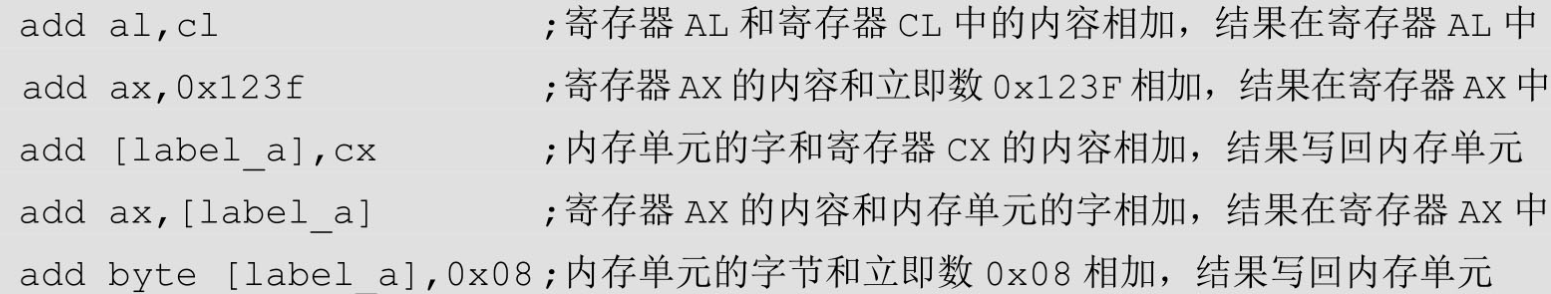 add al,cl ;寄存器 AL 和寄存器 CL 中的内容相加，结果在寄存器 AL 中
add ax,0x123f ;寄存器 AX 的内容和立即数 0x123F 相加，结果在寄存器 AX 中
add [label_a],cx ;内存单元的字和寄存器 CX 的内容相加，结果写回内存单元
add ax,[label_a] ;寄存器 AX 的内容和内存单元的字相加，结果在寄存器 AX 中
add byte [label_a],0x08 ;内存单元的字节和立即数 0x08 相加，结果写回内存单元